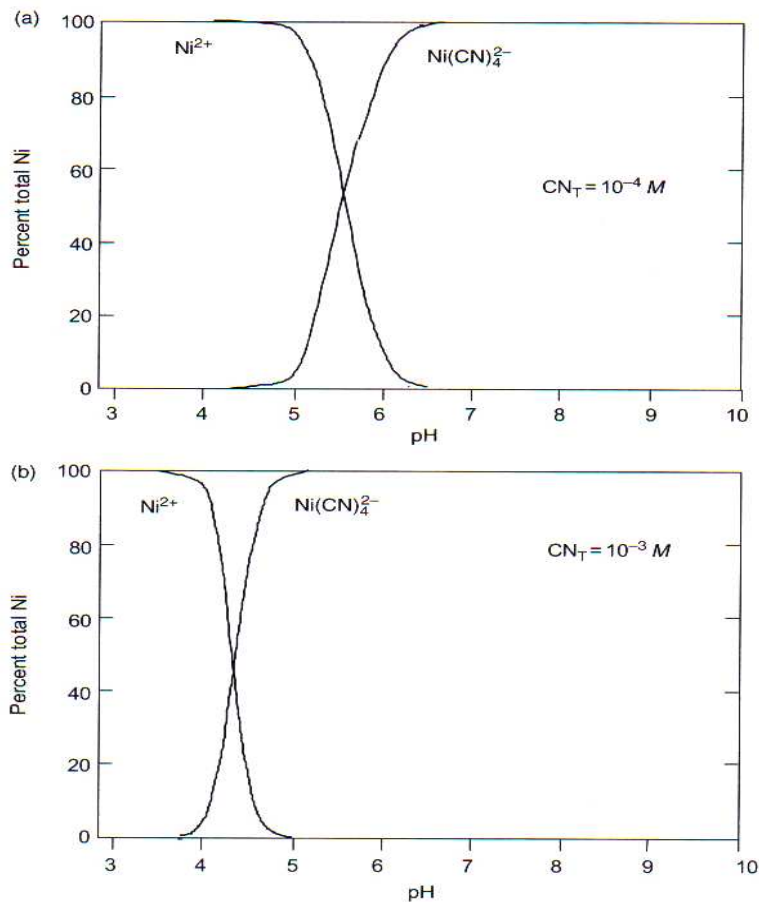 (a)
100
Ni²⁺
Ni(CN)₄²⁻
80
60
CN_T = 10⁻⁴ M
40
20
0
3 4 5 6 7 8 9 10
pH
Percent total Ni
(b)
100
Ni²⁺
Ni(CN)₄²⁻
CN_T = 10⁻³ M
80
60
40
20
0
3 4 5 6 7 8 9 10
pH
Percent total Ni